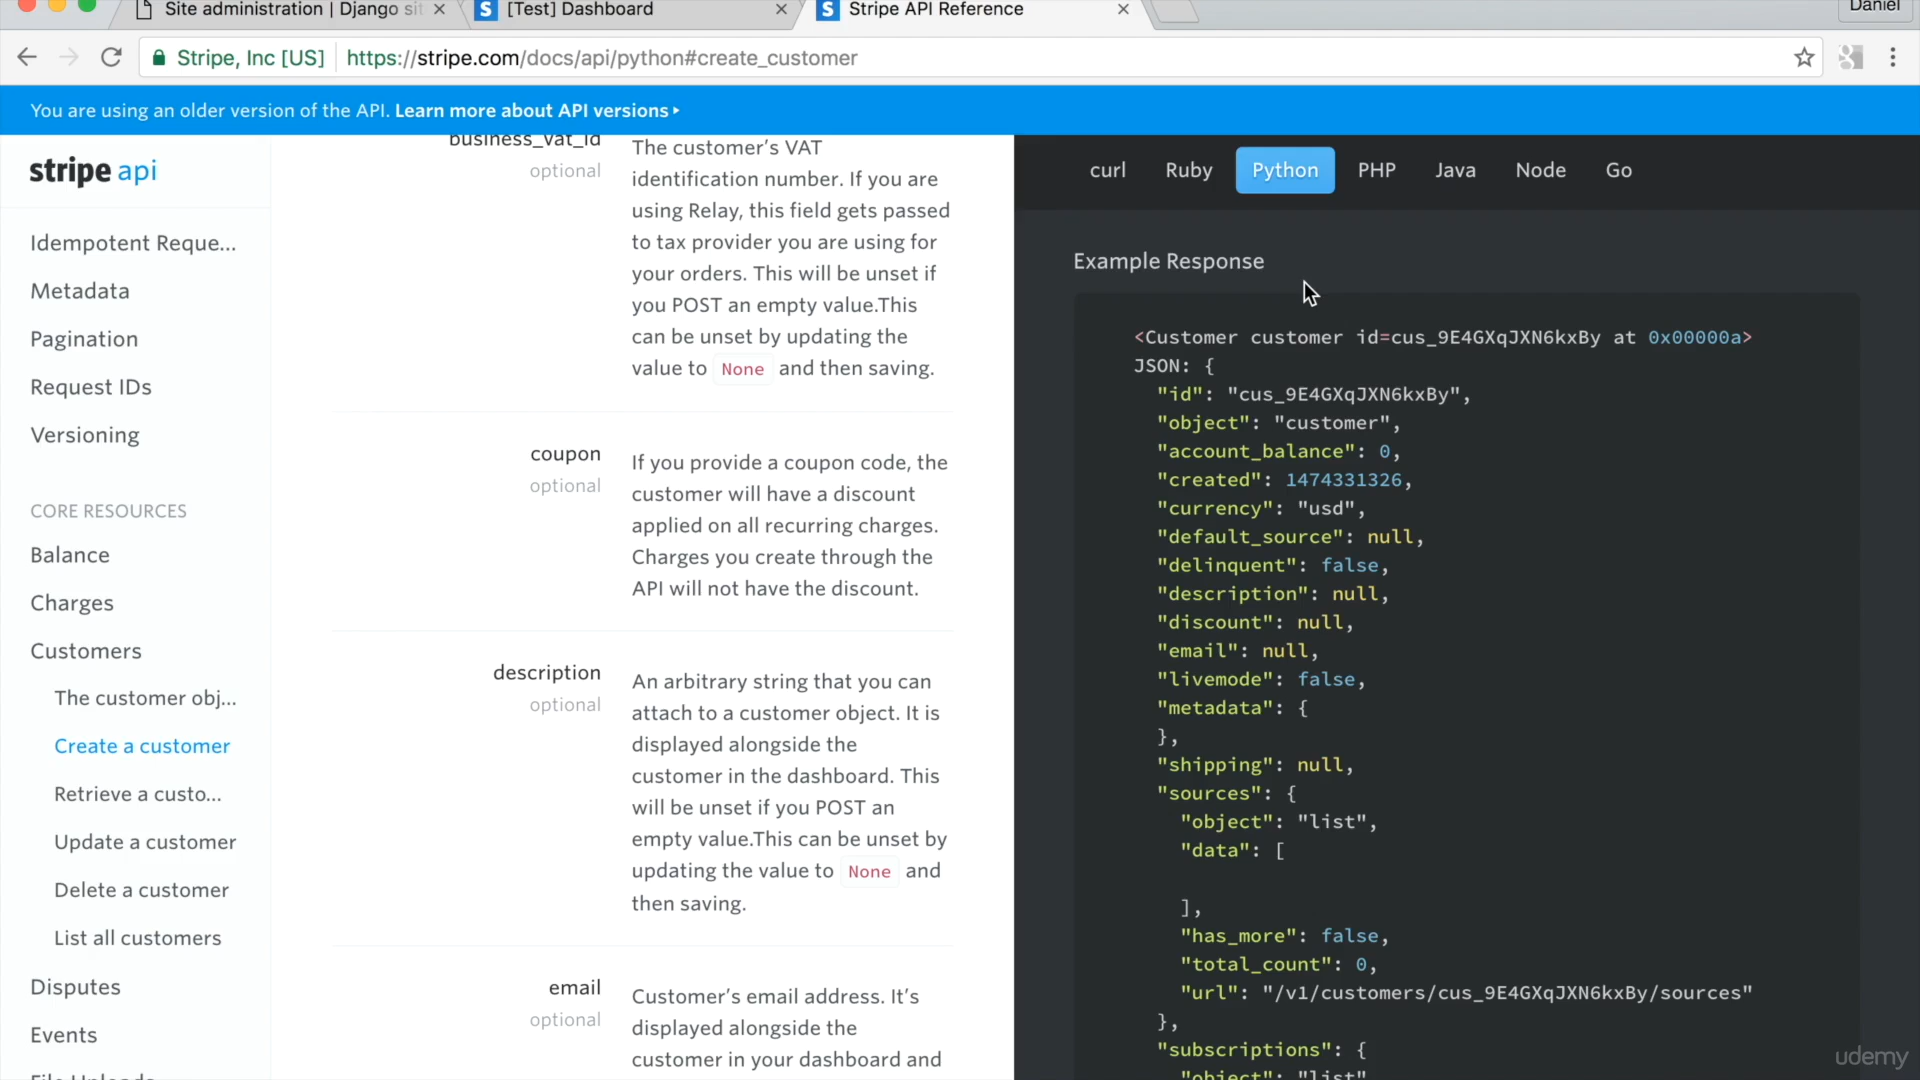 Site administration | Django sit
[Test] Dashboard
Stripe API Reference
Daniel
Stripe, Inc [US]
https://stripe.com/docs/api/python#create_customer
You are using an older version of the API. Learn more about API versions
stripe api
Idempotent Reque...
Metadata
Pagination
Request IDs
Versioning
CORE RESOURCES
Balance
Charges
Customers
The customer obj...
Create a customer
Retrieve a custo...
Update a customer
Delete a customer
List all customers
Disputes
Events
File Uploads
business_vat_id
optional
The customer's VAT
identification number. If you are
using Relay, this field gets passed
to tax provider you are using for
your orders. This will be unset if
you POST an empty value.This
can be unset by updating the
value to None and then saving.
coupon
optional
If you provide a coupon code, the
customer will have a discount
applied on all recurring charges.
Charges you create through the
API will not have the discount.
description
optional
An arbitrary string that you can
attach to a customer object. It is
displayed alongside the
customer in the dashboard. This
will be unset if you POST an
empty value.This can be unset by
updating the value to None and
then saving.
email
optional
Customer's email address. It's
displayed alongside the
customer in your dashboard and
curl
Ruby
Python
PHP
Java
Node
Go
Example Response
<Customer customer id=cus_9E4GXqJXN6kxBy at 0x00000a>
JSON: {
"id": "cus_9E4GXqJXN6kxBy",
"object": "customer",
"account_balance": 0,
"created": 1474331326,
"currency": "usd",
"default_source": null,
"delinquent": false,
"description": null,
"discount": null,
"email": null,
"livemode": false,
"metadata": {
},
"shipping": null,
"sources": {
"object": "list",
"data": [
],
"has_more": false,
"total_count": 0,
"url": "/v1/customers/cus_9E4GXqJXN6kxBy/sources"
},
"subscriptions": {
"object": "list"
udemy